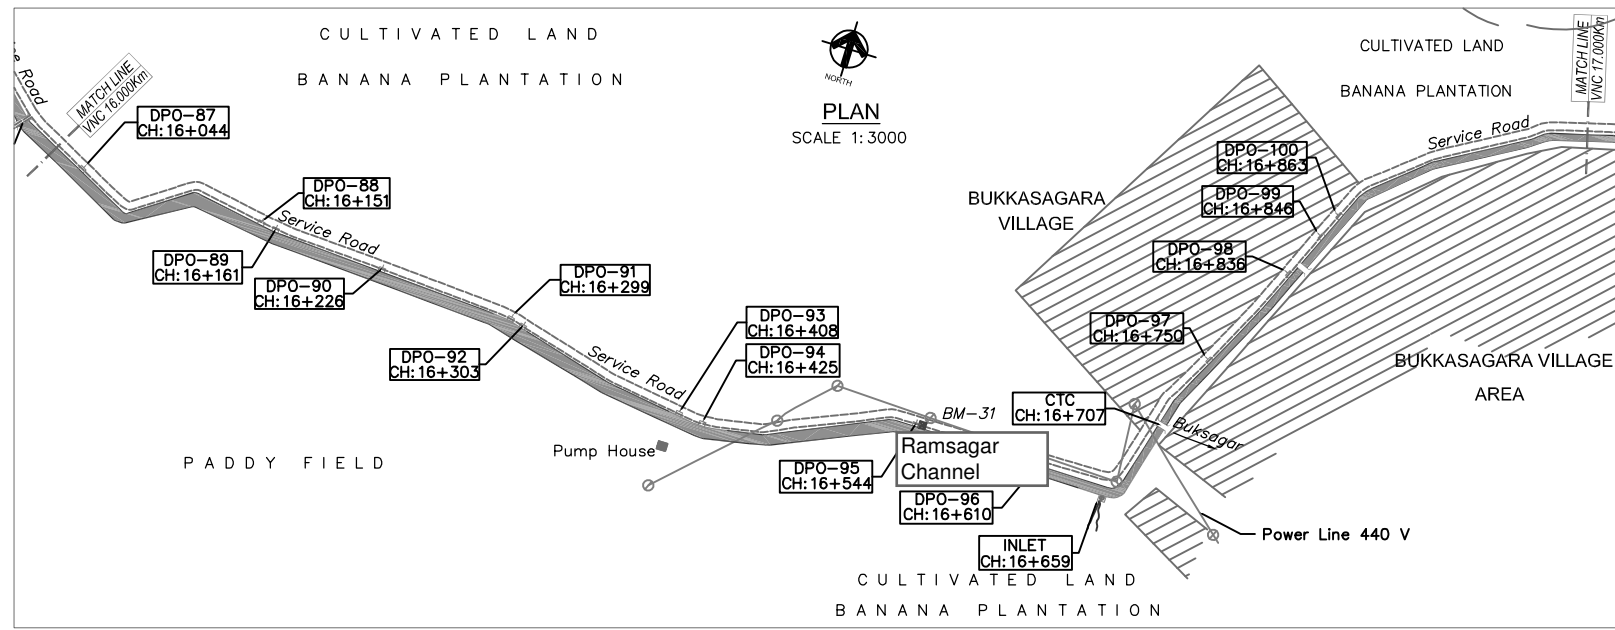 CULTIVATED LAND
BANANA PLANTATION
Road
MATCH LINE
VNC 16.000Km
DPO-87
CH:16+044
NORTH
PLAN
SCALE 1:3000
CULTIVATED LAND
BANANA PLANTATION
MATCH LINE
VNC 17.000Km
Service Road
DPO-88
CH:16+151
Service Road
DPO-89
CH:16+161
DPO-90
CH:16+226
DPO-91
CH:16+299
DPO-92
CH:16+303
Service Road
DPO-93
CH:16+408
DPO-94
CH:16+425
BUKKASAGARA
VILLAGE
DPO-100
CH:16+863
DPO-99
CH:16+846
DPO-98
CH:16+836
DPO-97
CH:16+750
BUKKASAGARA VILLAGE
AREA
CTC
CH:16+707
Buksagar
BM-31
Ramsagar
Channel
Pump House
PADDY FIELD
DPO-95
CH:16+544
DPO-96
CH:16+610
INLET
CH:16+659
Power Line 440 V
CULTIVATED LAND
BANANA PLANTATION